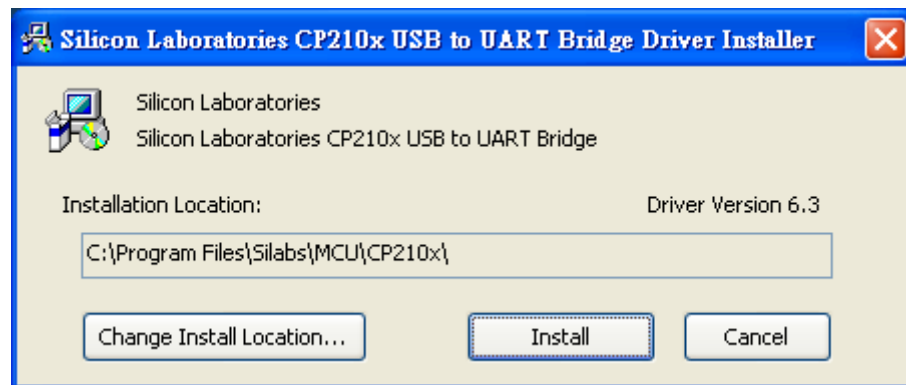 Silicon Laboratories CP210x USB to UART Bridge Driver Installer
Silicon Laboratories
Silicon Laboratories CP210x USB to UART Bridge
Installation Location:
Driver Version 6.3
C:\Program Files\Silabs\MCU\CP210x\
Change Install Location...
Install
Cancel